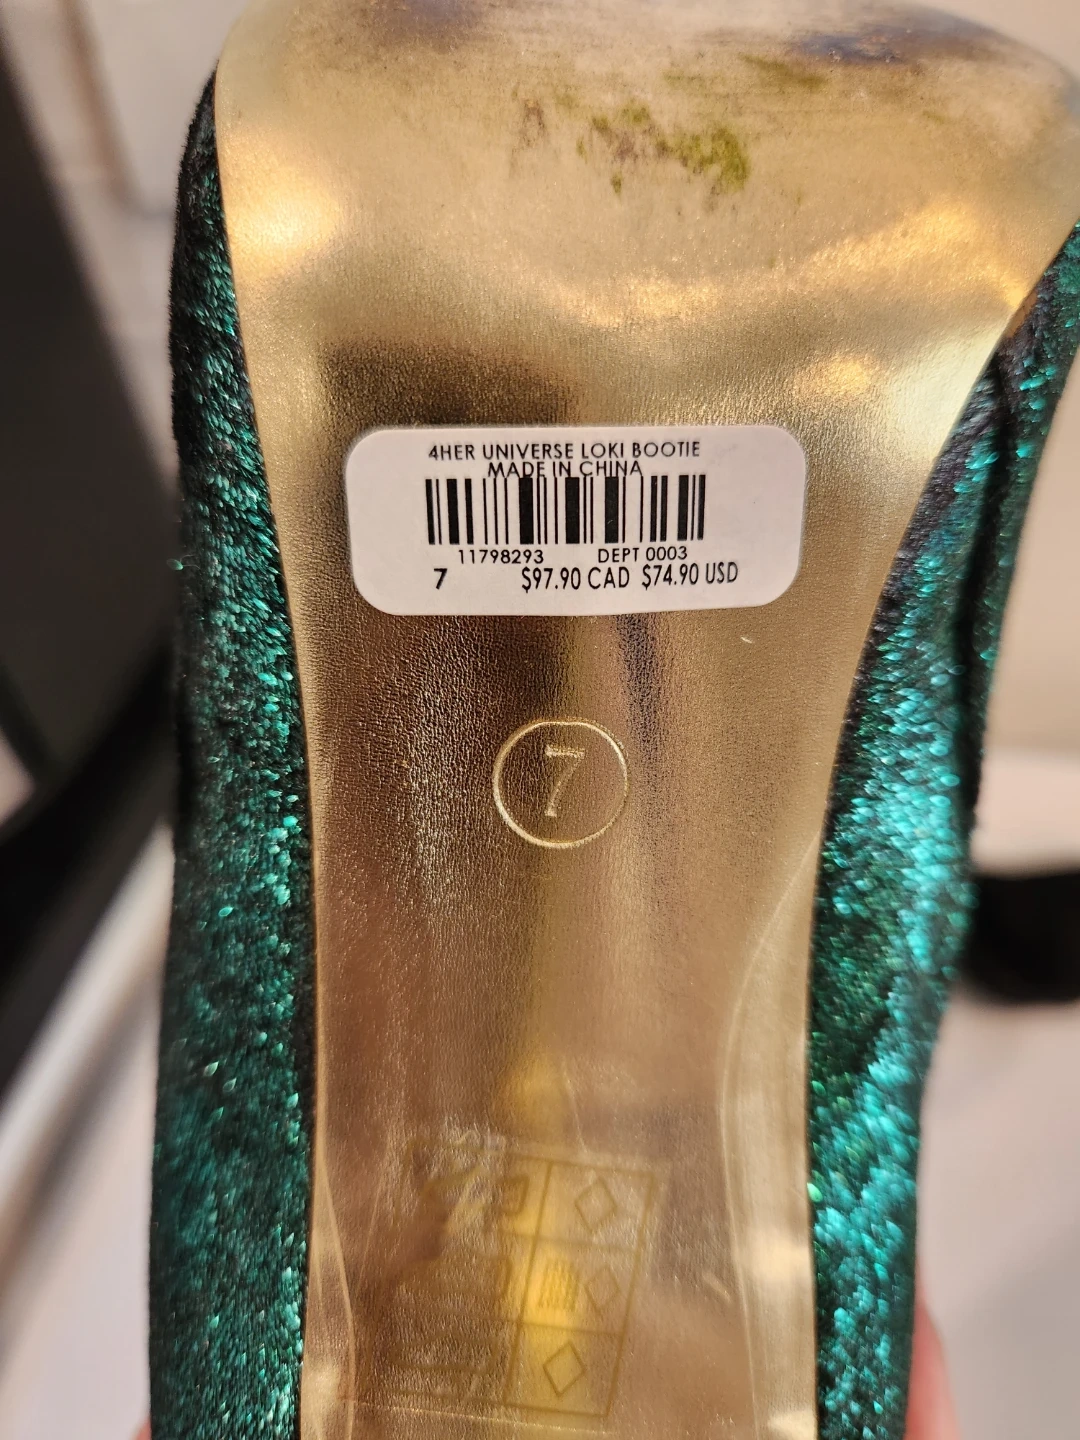 4HER UNIVERSE LOKI BOOTIE
MADE IN CHINA
11798293 DEPT 0003
7 $97.90 CAD $74.90 USD
7